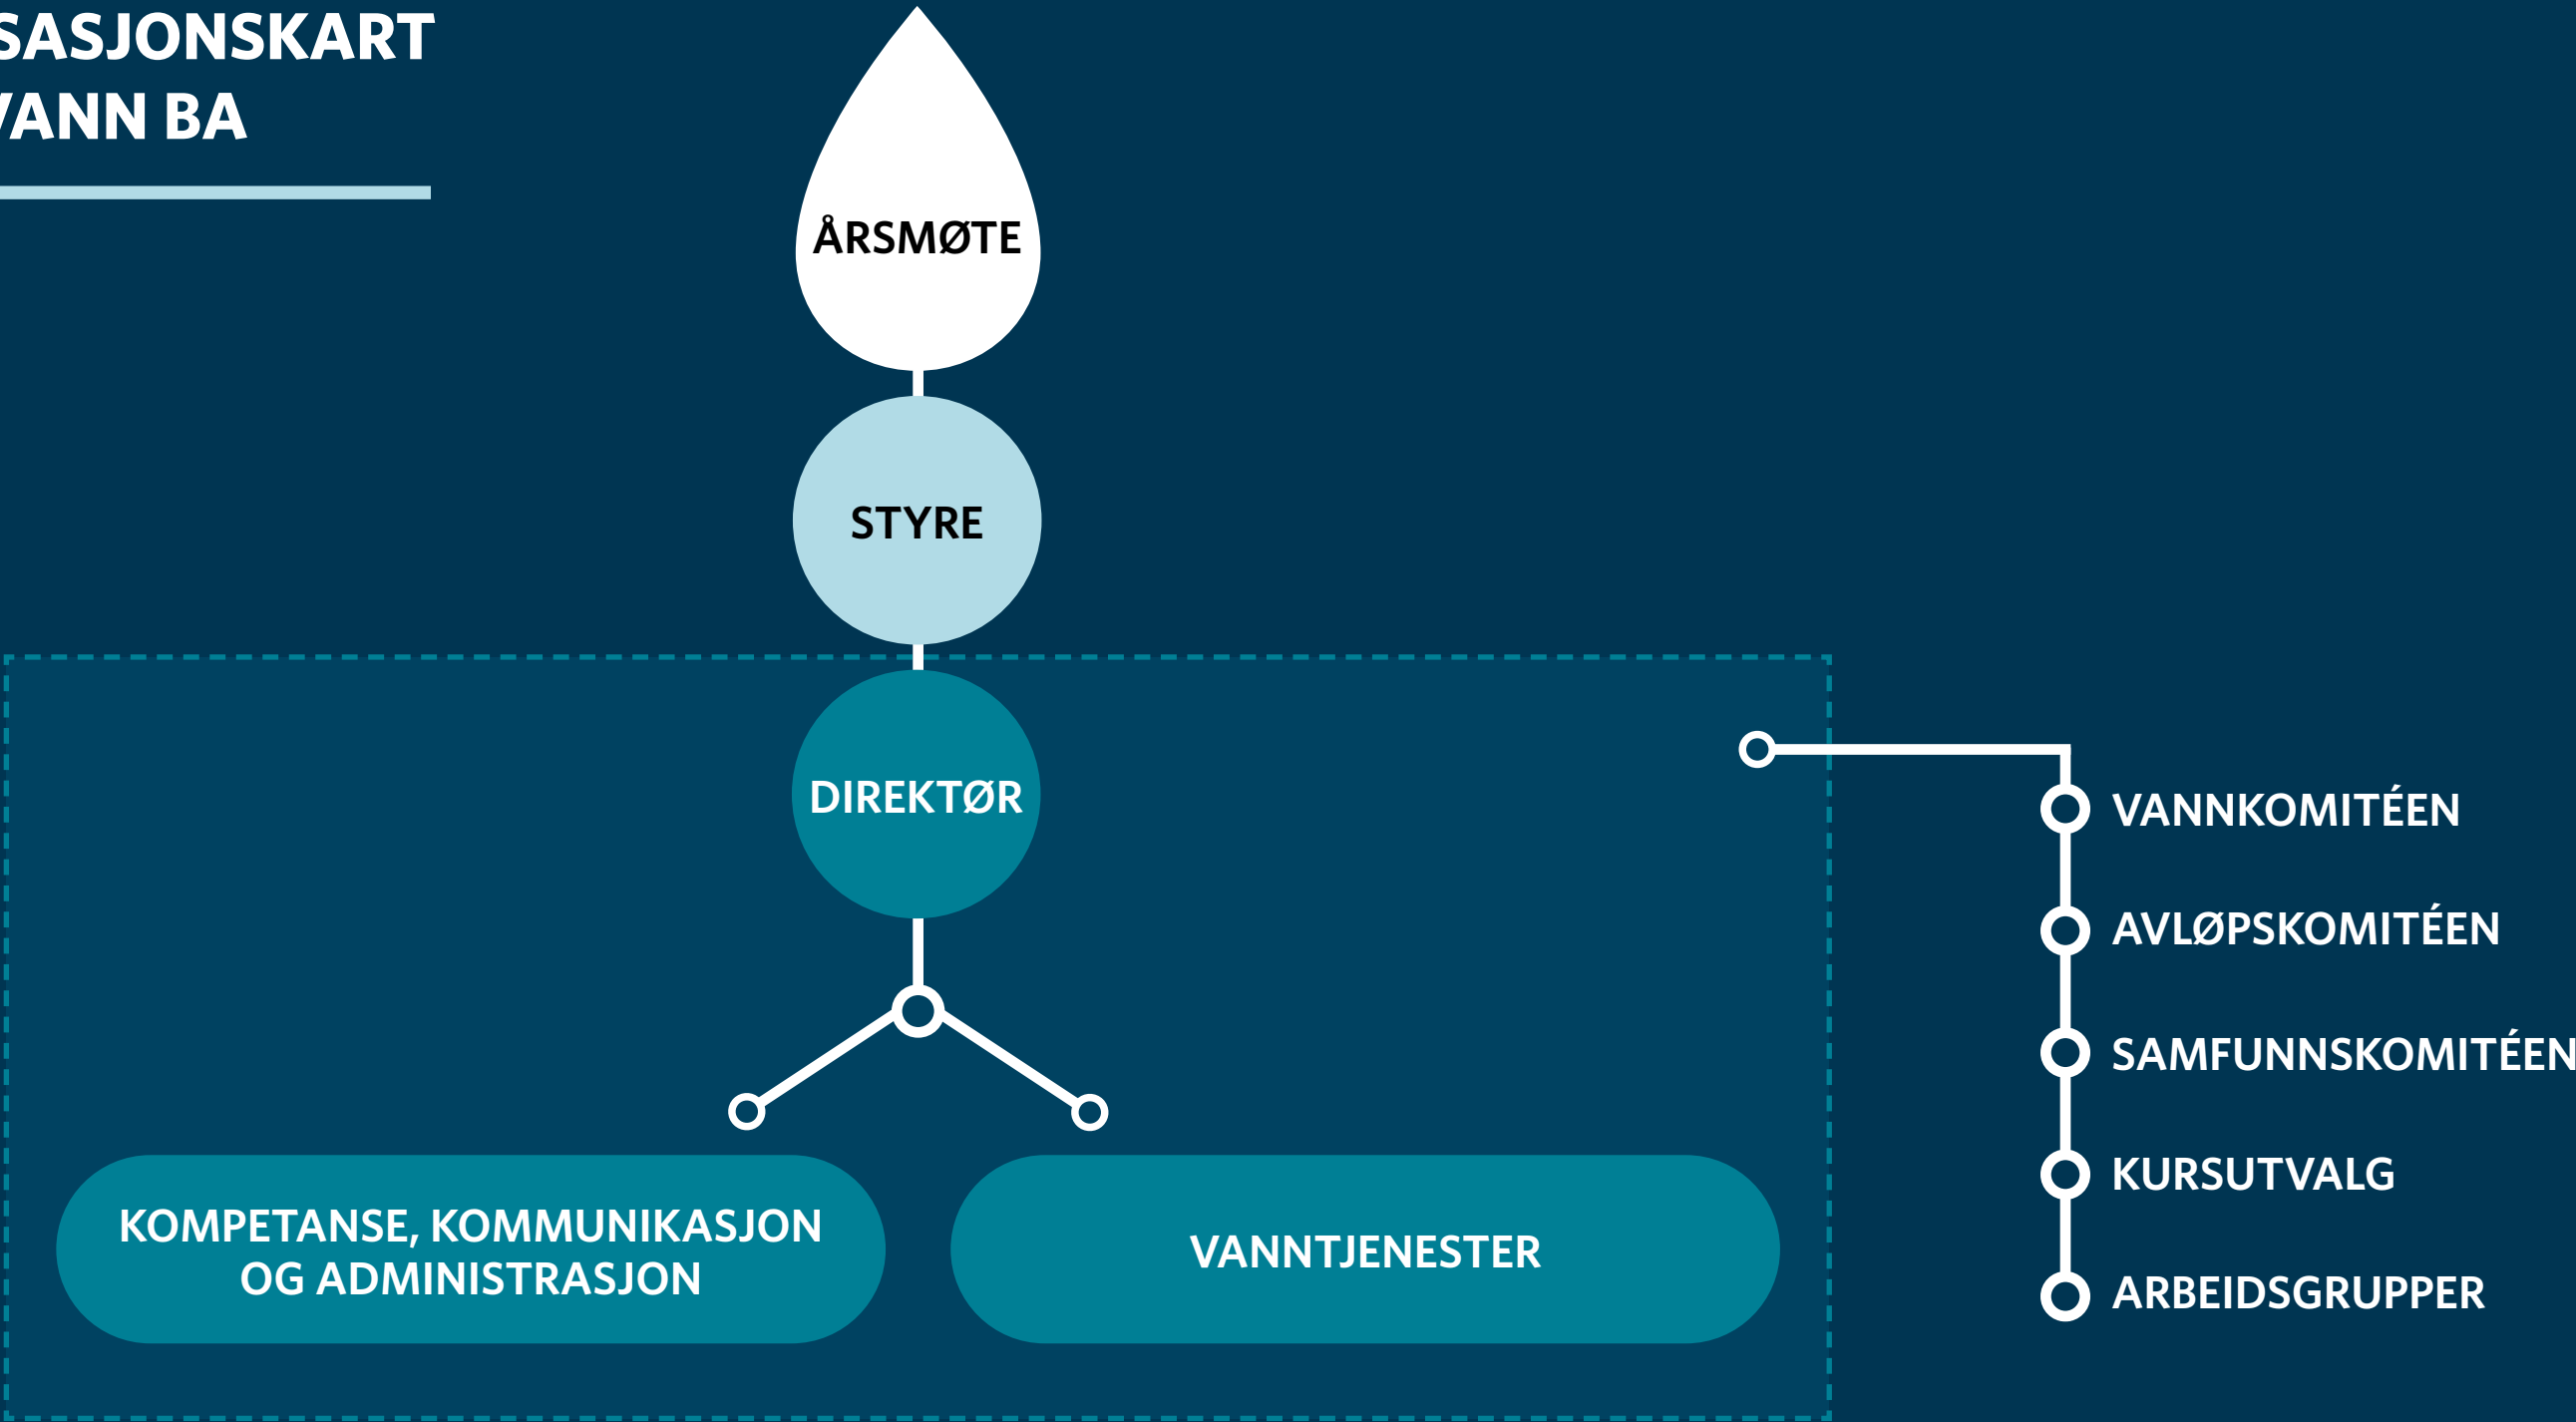 SASJONSKART
VANN BA
ÅRSMØTE
STYRE
DIREKTØR
KOMPETANSE, KOMMUNIKASJON
OG ADMINISTRASJON
VANNTJENESTER
VANNKOMITÉEN
AVLØPSKOMITÉEN
SAMFUNNSKOMITÉEN
KURSUTVALG
ARBEIDSGRUPPER